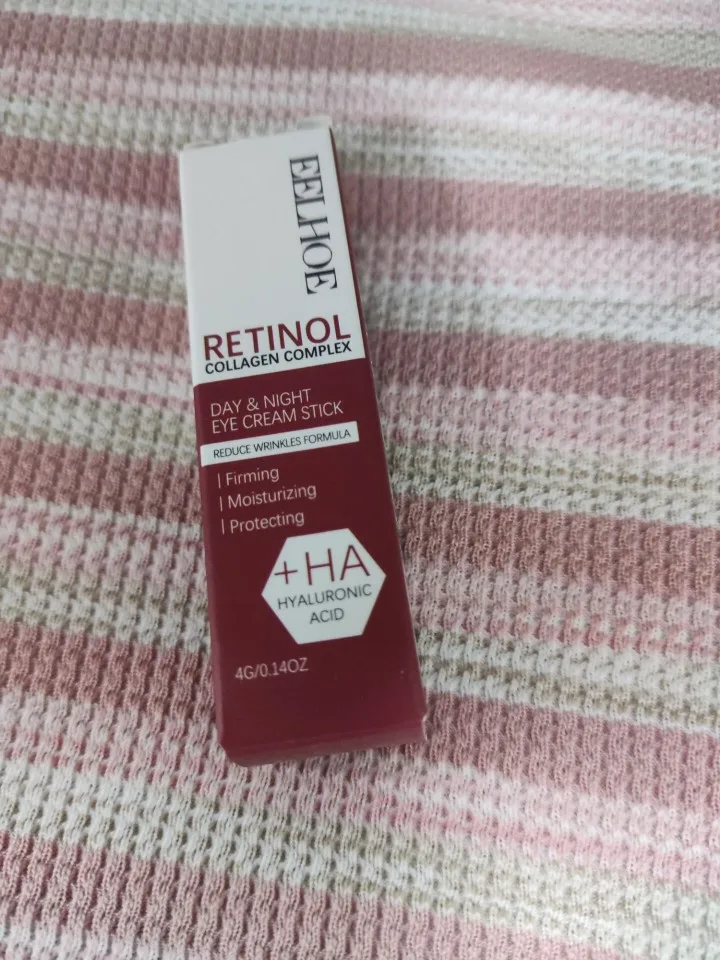 EELHOE
RETINOL
COLLAGEN COMPLEX
DAY & NIGHT
EYE CREAM STICK
REDUCE WRINKLES FORMULA
| Firming
| Moisturizing
| Protecting
+HA
HYALURONIC
ACID
4G/0.14OZ